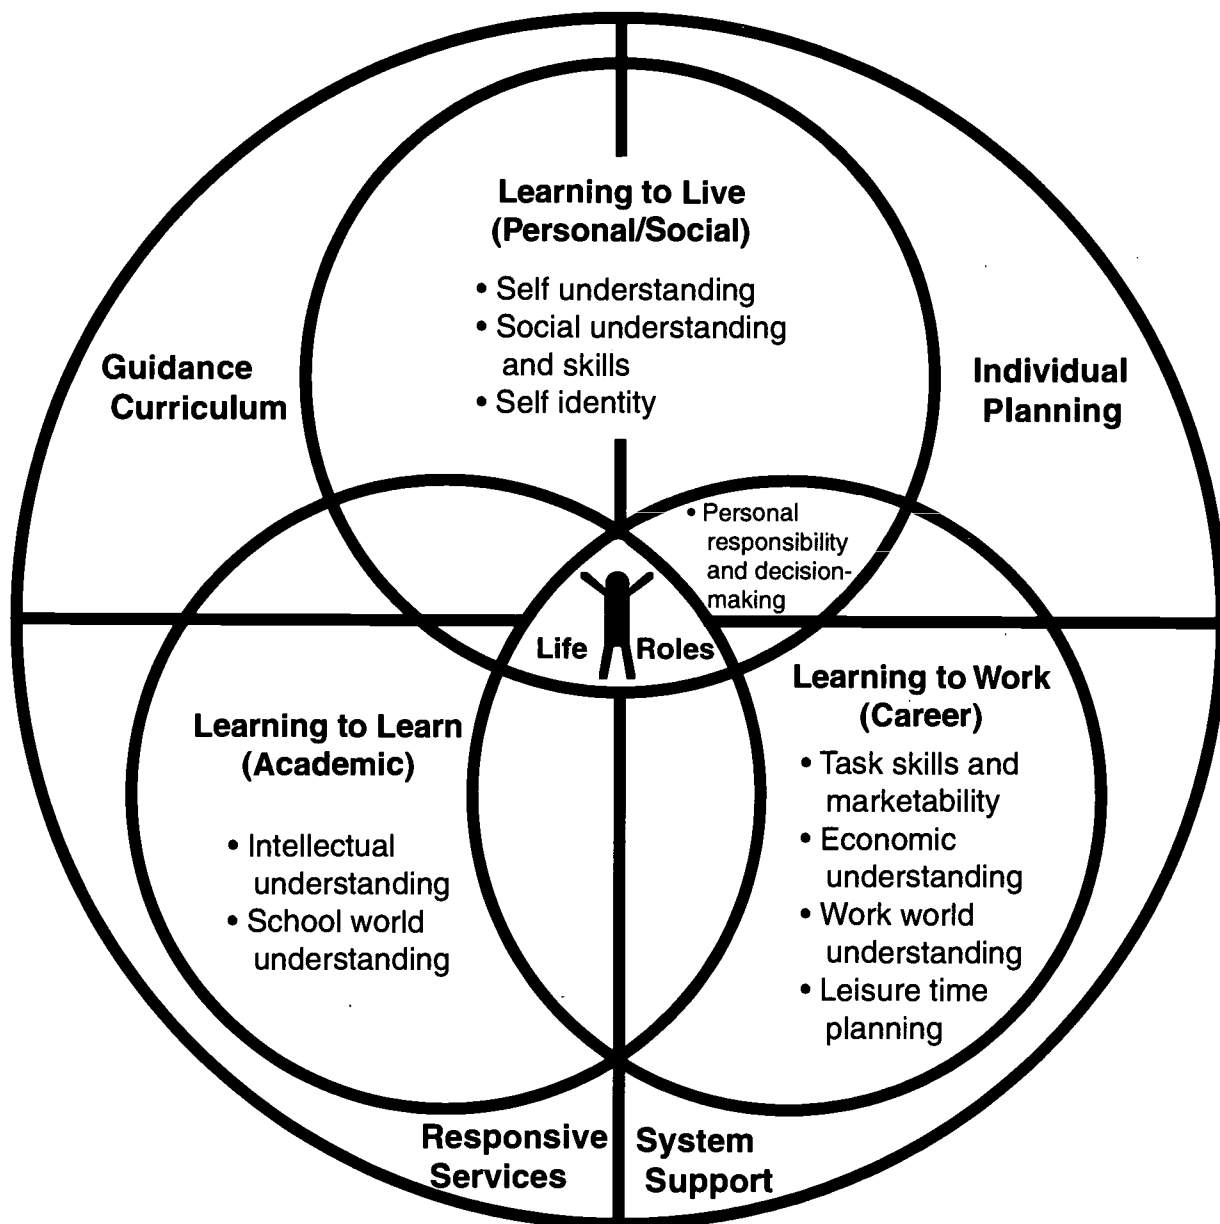 Learning to Live
(Personal/Social)
• Self understanding
• Social understanding
and skills
• Self identity
Guidance
Curriculum
Individual
Planning
• Personal
responsibility
and decision-
making
Life Roles
Learning to Learn
(Academic)
• Intellectual
understanding
• School world
understanding
Learning to Work
(Career)
• Task skills and
marketability
• Economic
understanding
• Work world
understanding
• Leisure time
planning
Responsive
Services
System
Support